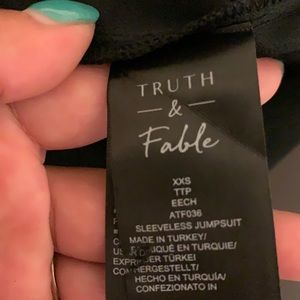 TRUTH
&
Fable
XXS
TTP
EECH
ATF036
SLEEVELESS JUMPSUIT
MADE IN TURKEY/
EN TURQUIE/
TÜRKEI
HERGESTELLT/
HECHO EN TURQUÍA/
CONFEZIONATO IN